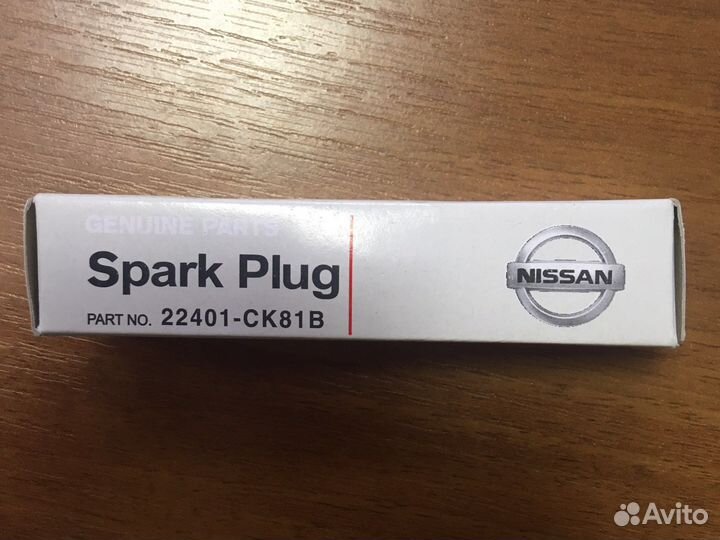 GENUINE PARTS
Spark Plug
PART NO. 22401-CK81B
NISSAN
Avito